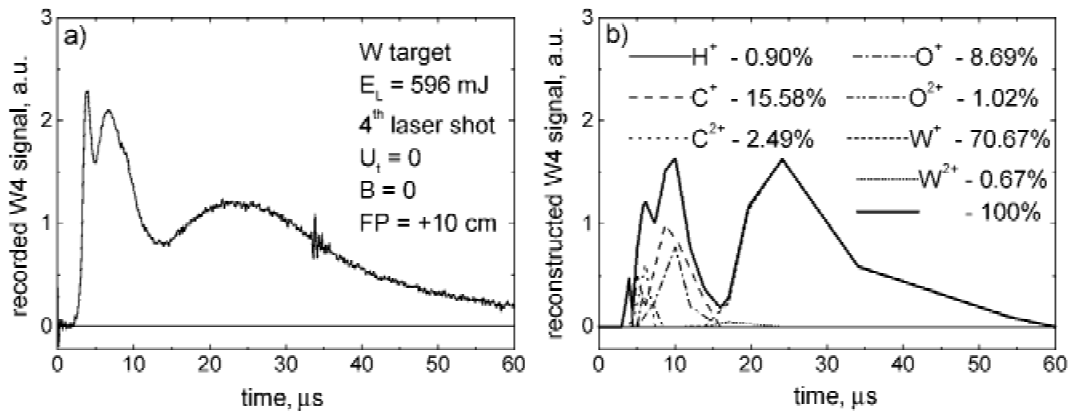 a)
W target
E_L = 596 mJ
4th laser shot
U_t = 0
B = 0
FP = +10 cm
recorded W4 signal, a.u.
3
2
1
0
0 10 20 30 40 50 60
time, μs
b)
H+ - 0.90%
C+ - 15.58%
C2+ - 2.49%
O+ - 8.69%
O2+ - 1.02%
W+ - 70.67%
W2+ - 0.67%
- 100%
reconstructed W4 signal, a.u.
3
2
1
0
0 10 20 30 40 50 60
time, μs